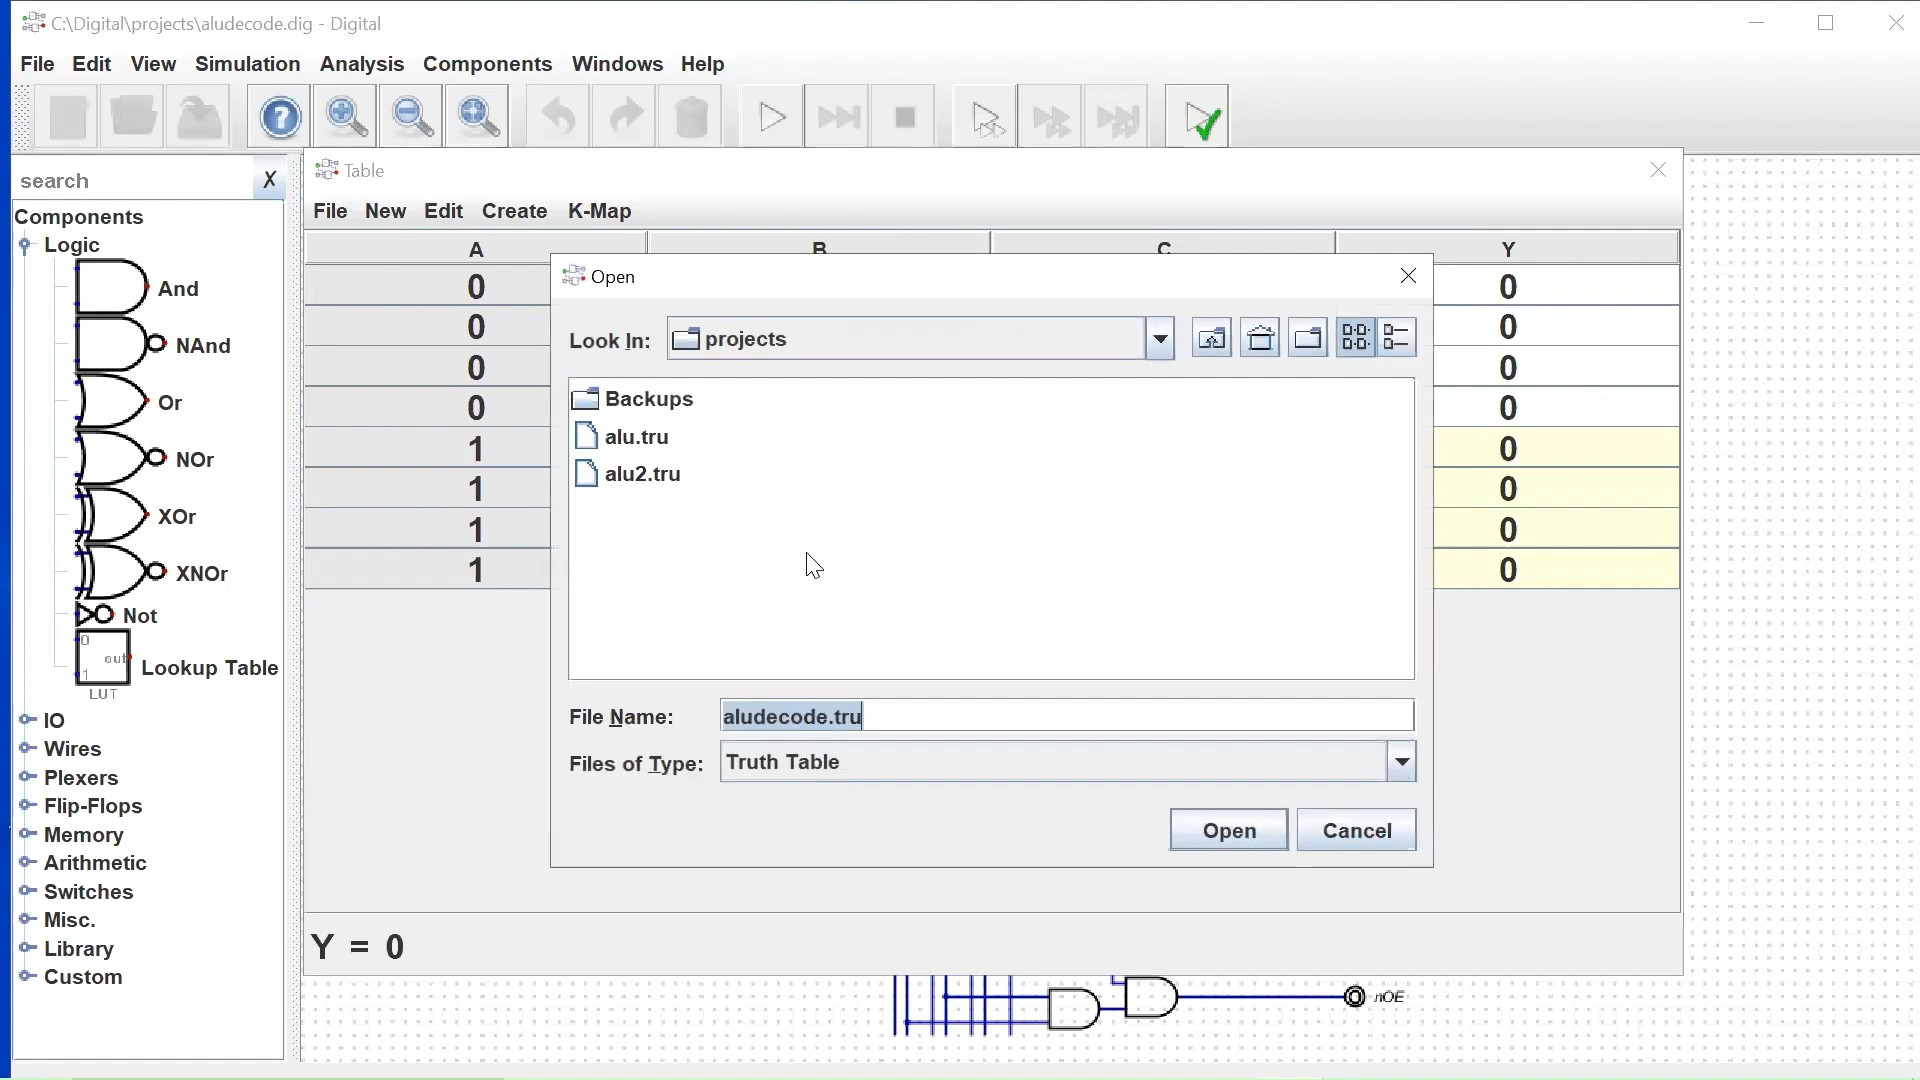 C:\Digital\projects\aludecode.dig - Digital
File Edit View Simulation Analysis Components Windows Help
search X
Components
Logic
And
NAnd
Or
NOr
XOr
XNOr
Not
0
out
1
LUT
Lookup Table
IO
Wires
Plexers
Flip-Flops
Memory
Arithmetic
Switches
Misc.
Library
Custom
Table
File New Edit Create K-Map
A B C Y
0 0
0 0
0 0
0 0
1 0
1 0
1 0
1 0
Open
Look In: projects
Backups
alu.tru
alu2.tru
File Name: aludecode.tru
Files of Type: Truth Table
Open Cancel
Y = 0
nOE